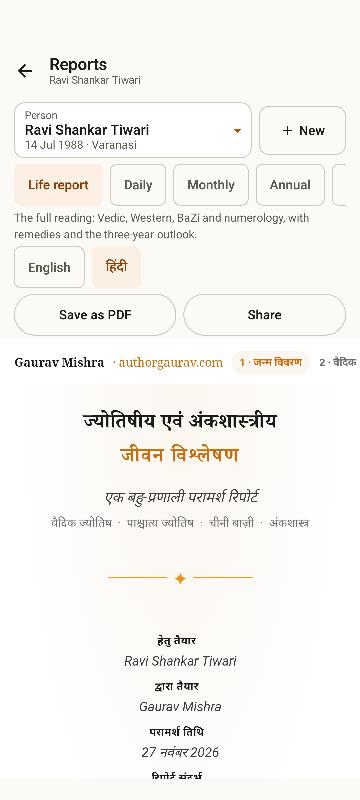 Reports
Ravi Shankar Tiwari
Person
Ravi Shankar Tiwari
14 Jul 1988 · Varanasi
+ New
Life report
Daily
Monthly
Annual
The full reading: Vedic, Western, BaZi and numerology, with
remedies and the three-year outlook.
English
हिंदी
Save as PDF
Share
Gaurav Mishra · authorgaurav.com
1 · जन्म विवरण
2 · वैदिक
ज्योतिषीय एवं अंकशास्त्रीय
जीवन विश्लेषण
एक बहु-प्रणाली परामर्श रिपोर्ट
वैदिक ज्योतिष · पाश्चात्य ज्योतिष · चीनी बाज़ी · अंकशास्त्र
हेतु तैयार
Ravi Shankar Tiwari
द्वारा तैयार
Gaurav Mishra
परामर्श तिथि
27 नवंबर 2026
रिपोर्ट संदर्भ